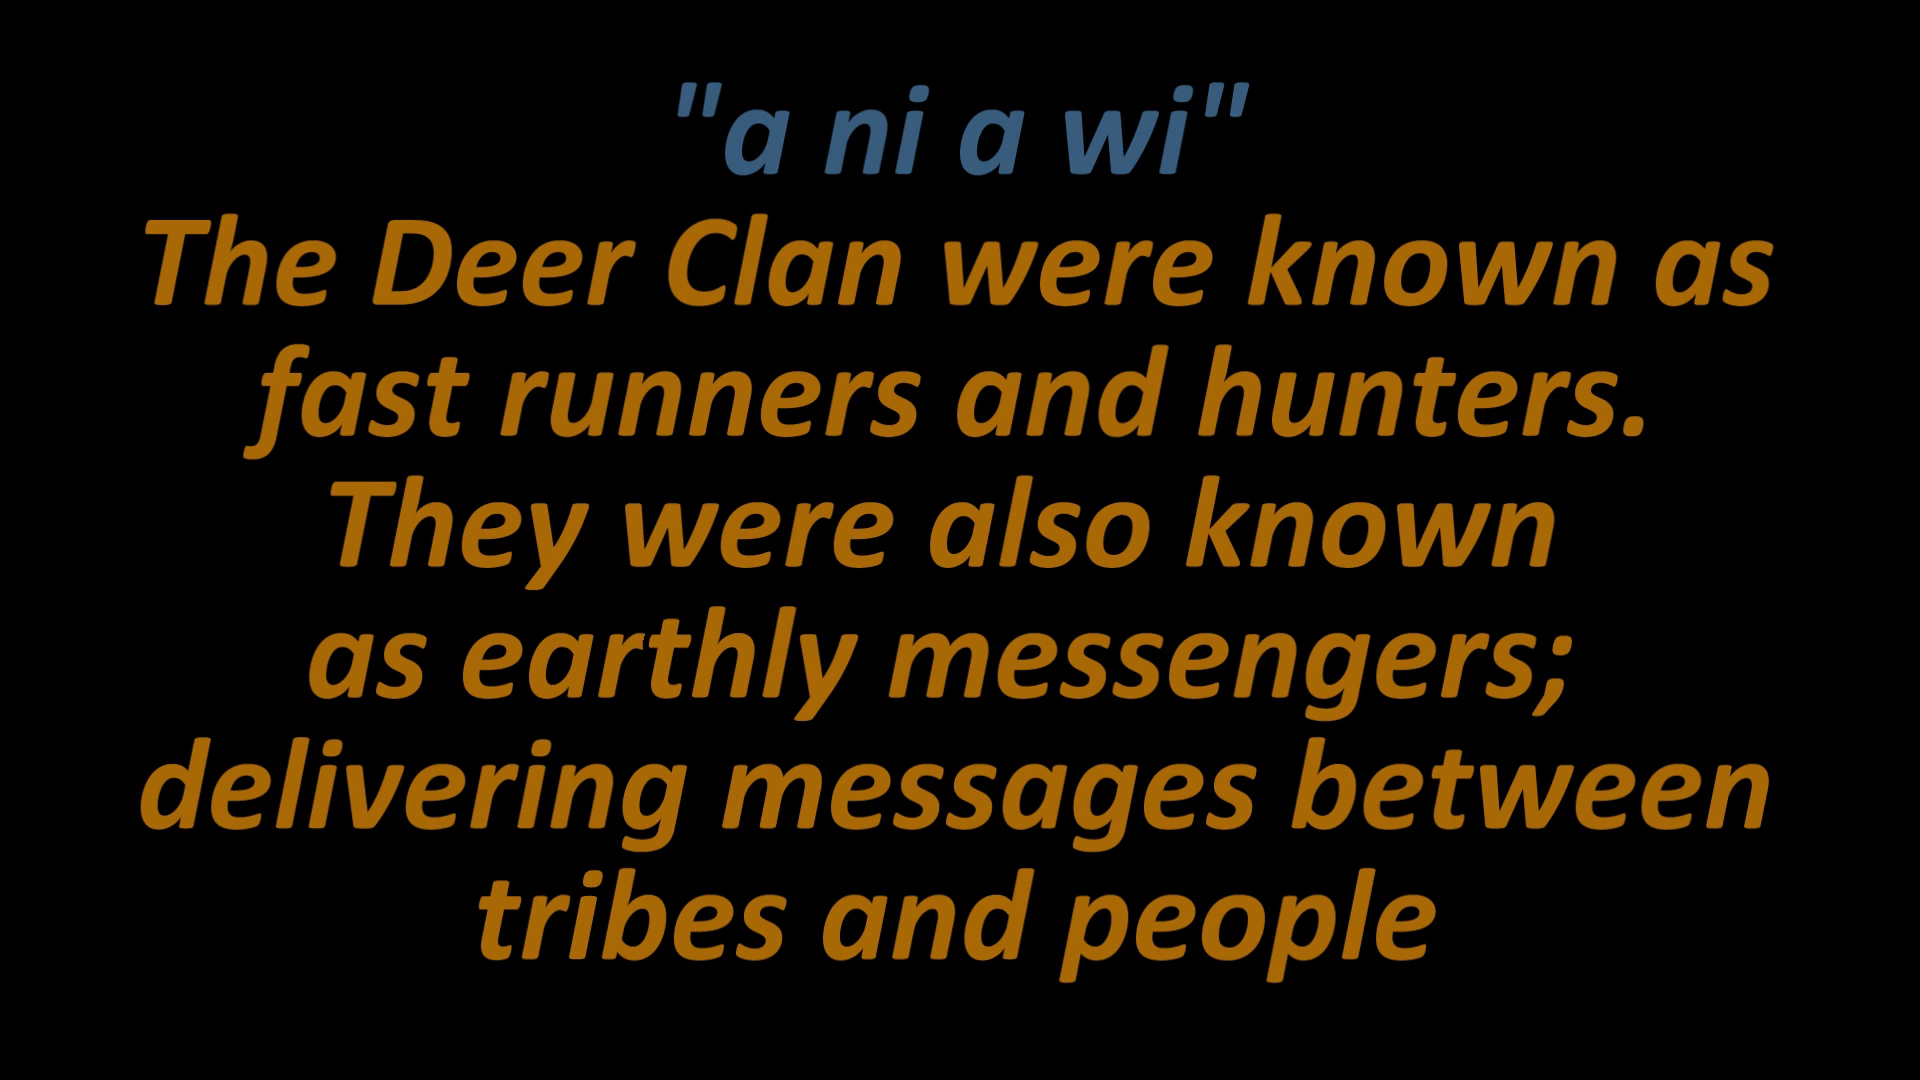 "a ni a wi"
The Deer Clan were known as
fast runners and hunters.
They were also known
as earthly messengers;
delivering messages between
tribes and people